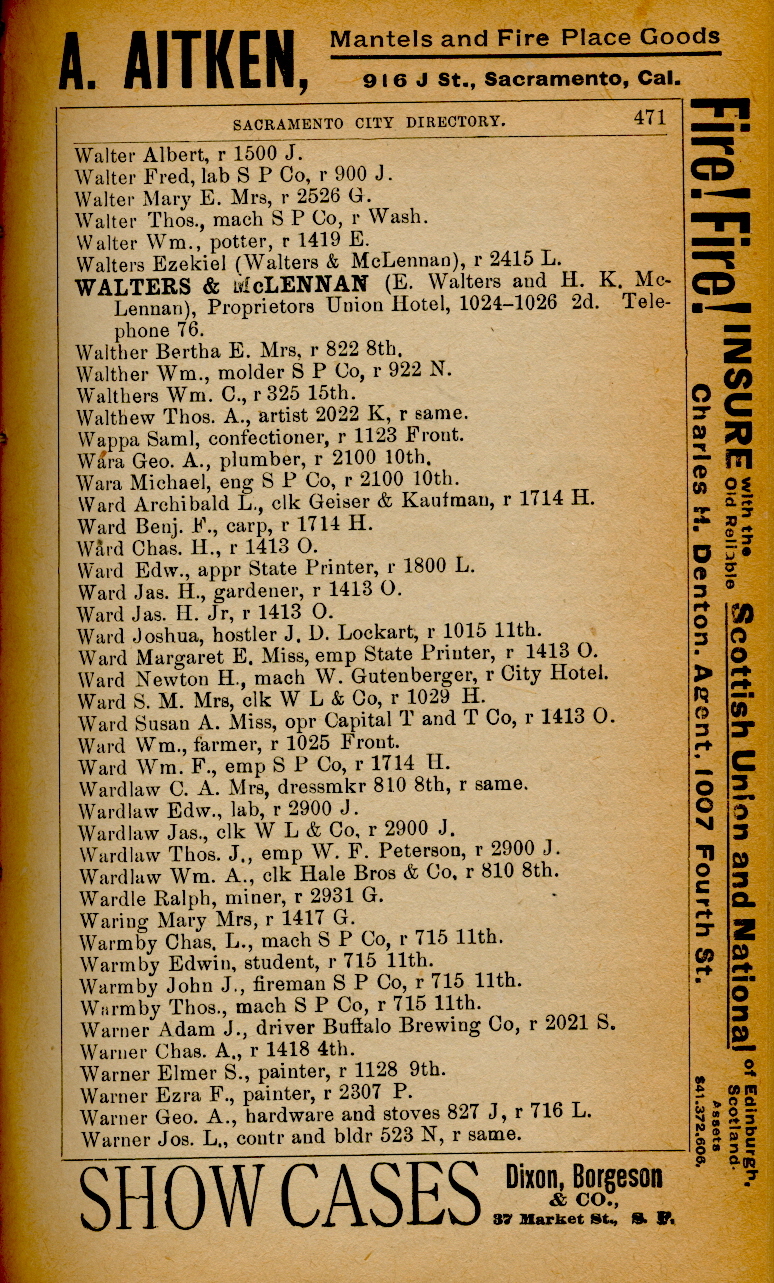 A. AITKEN,
Mantels and Fire Place Goods
916 J St., Sacramento, Cal.
SACRAMENTO CITY DIRECTORY. 471
Walter Albert, r 1500 J.
Walter Fred, lab S P Co, r 900 J.
Walter Mary E. Mrs, r 2526 G.
Walter Thos., mach S P Co, r Wash.
Walter Wm., potter, r 1419 E.
Walters Ezekiel (Walters & McLennan), r 2415 L.
WALTERS & McLENNAN (E. Walters and H. K. Mc-
Lennan), Proprietors Union Hotel, 1024–1026 2d. Tele-
phone 76.
Walther Bertha E. Mrs, r 822 8th.
Walther Wm., molder S P Co, r 922 N.
Walthers Wm. C., r 325 15th.
Walthew Thos. A., artist 2022 K, r same.
Wappa Saml, confectioner, r 1123 Front.
Wara Geo. A., plumber, r 2100 10th.
Wara Michael, eng S P Co, r 2100 10th.
Ward Archibald L., clk Geiser & Kaufman, r 1714 H.
Ward Benj. F., carp, r 1714 H.
Ward Chas. H., r 1413 O.
Ward Edw., appr State Printer, r 1800 L.
Ward Jas. H., gardener, r 1413 O.
Ward Jas. H. Jr, r 1413 O.
Ward Joshua, hostler J. D. Lockart, r 1015 11th.
Ward Margaret E. Miss, emp State Printer, r 1413 O.
Ward Newton H., mach W. Gutenberger, r City Hotel.
Ward S. M. Mrs, clk W L & Co, r 1029 H.
Ward Susan A. Miss, opr Capital T and T Co, r 1413 O.
Ward Wm., farmer, r 1025 Front.
Ward Wm. F., emp S P Co, r 1714 H.
Wardlaw C. A. Mrs, dressmkr 810 8th, r same.
Wardlaw Edw., lab, r 2900 J.
Wardlaw Jas., clk W L & Co, r 2900 J.
Wardlaw Thos. J., emp W. F. Peterson, r 2900 J.
Wardlaw Wm. A., clk Hale Bros & Co, r 810 8th.
Wardle Ralph, miner, r 2931 G.
Waring Mary Mrs, r 1417 G.
Warmby Chas. L., mach S P Co, r 715 11th.
Warmby Edwin, student, r 715 11th.
Warmby John J., fireman S P Co, r 715 11th.
Warmby Thos., mach S P Co, r 715 11th.
Warner Adam J., driver Buffalo Brewing Co, r 2021 S.
Warner Chas. A., r 1418 4th.
Warner Elmer S., painter, r 1128 9th.
Warner Ezra F., painter, r 2307 P.
Warner Geo. A., hardware and stoves 827 J, r 716 L.
Warner Jos. L., contr and bldr 523 N, r same.
Fire! Fire! INSURE with the Old Reliable Scottish Union and National of Edinburgh, Scotland. Assets $41,372,606.
Charles H. Denton, Agent, 1007 Fourth St.
SHOW CASES
Dixon, Borgeson
& CO.,
37 Market St., S. F.